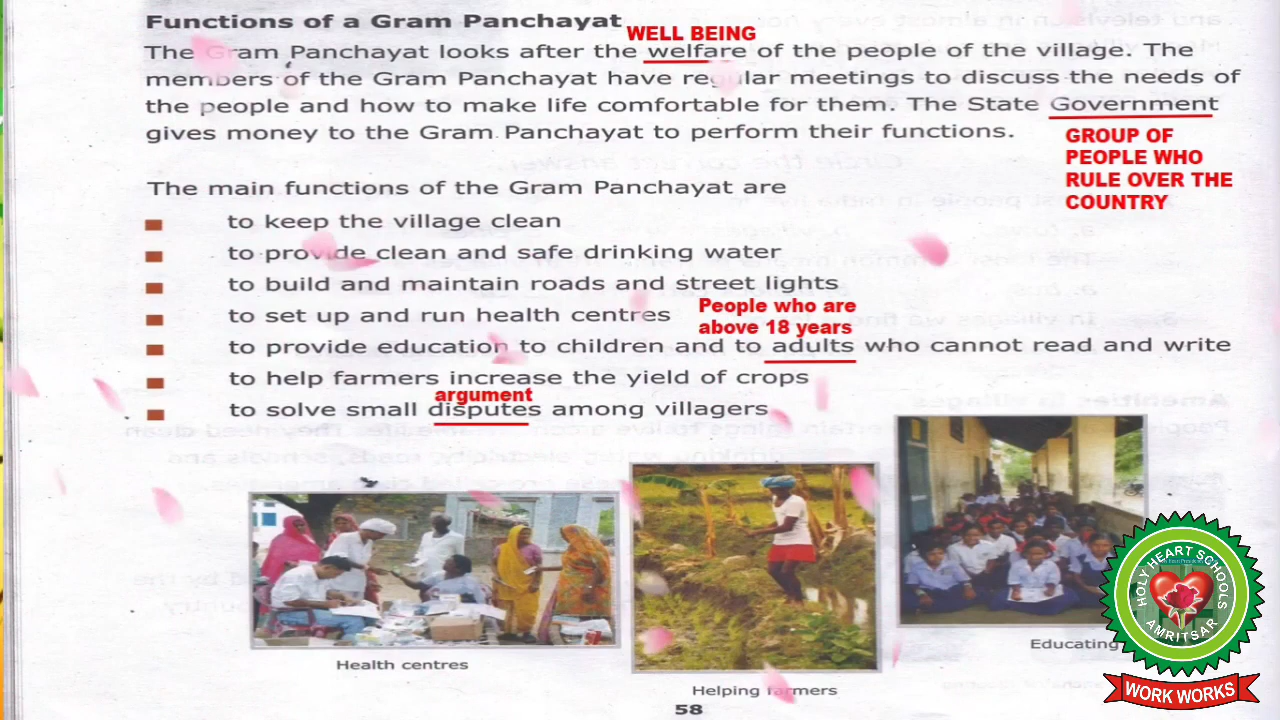 Functions of a Gram Panchayat
WELL BEING
The Gram Panchayat looks after the welfare of the people of the village. The
members of the Gram Panchayat have regular meetings to discuss the needs of
the people and how to make life comfortable for them. The State Government
gives money to the Gram Panchayat to perform their functions.
GROUP OF
PEOPLE WHO
RULE OVER THE
COUNTRY
The main functions of the Gram Panchayat are
to keep the village clean
to provide clean and safe drinking water
to build and maintain roads and street lights
to set up and run health centres
People who are
above 18 years
to provide education to children and to adults who cannot read and write
to help farmers increase the yield of crops
argument
to solve small disputes among villagers
Health centres
Helping farmers
Educating
58
HOLY HEART SCHOOLS
AMRITSAR
WORK WORKS